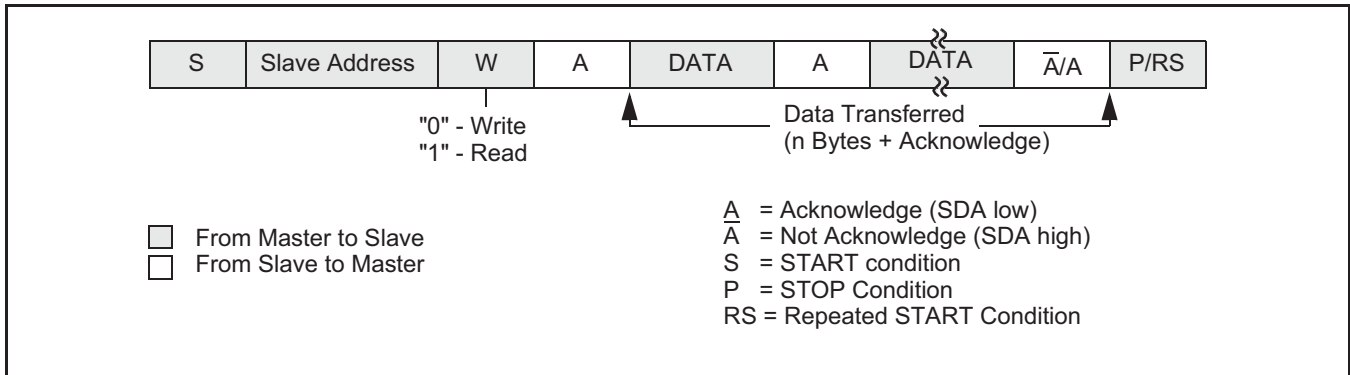 S Slave Address W A DATA A DATA A̅/A P/RS
"0" - Write
"1" - Read
Data Transferred
(n Bytes + Acknowledge)
From Master to Slave
From Slave to Master
A = Acknowledge (SDA low)
A̅ = Not Acknowledge (SDA high)
S = START condition
P = STOP Condition
RS = Repeated START Condition